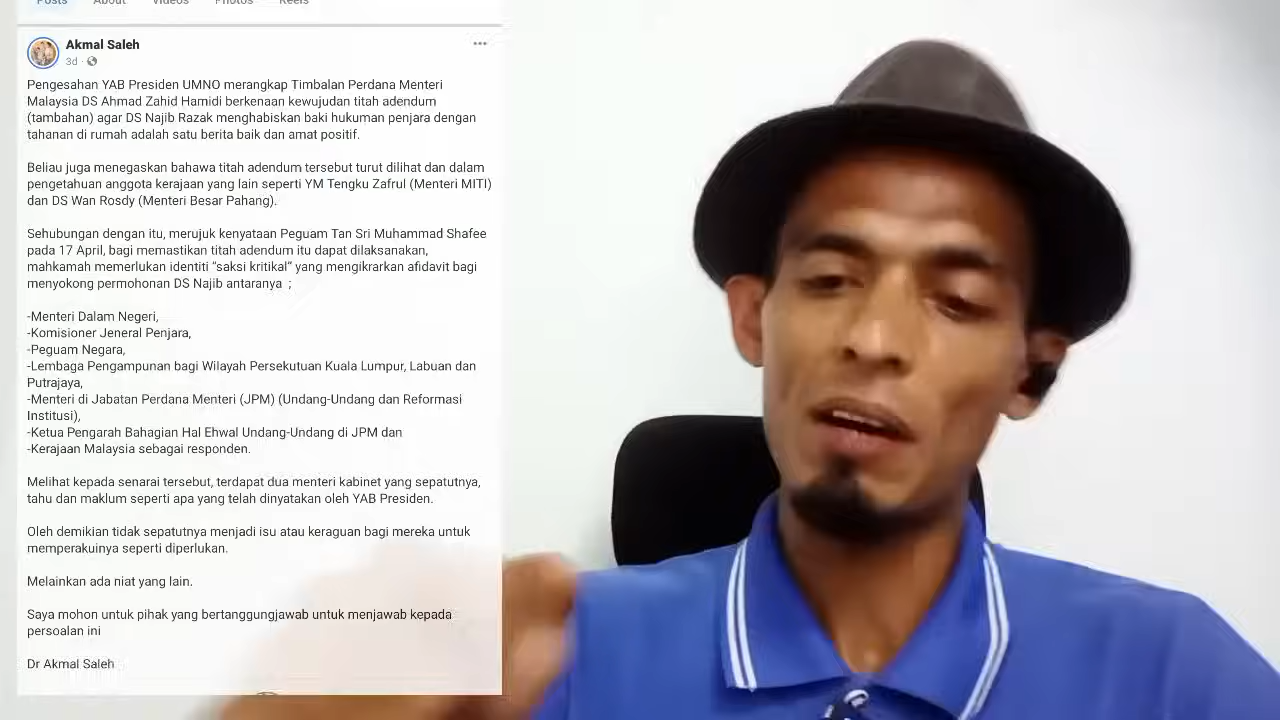 Posts About Videos Photos Reels
Akmal Saleh
3d ·
Pengesahan YAB Presiden UMNO merangkap Timbalan Perdana Menteri
Malaysia DS Ahmad Zahid Hamidi berkenaan kewujudan titah adendum
(tambahan) agar DS Najib Razak menghabiskan baki hukuman penjara dengan
tahanan di rumah adalah satu berita baik dan amat positif.
Beliau juga menegaskan bahawa titah adendum tersebut turut dilihat dan dalam
pengetahuan anggota kerajaan yang lain seperti YM Tengku Zafrul (Menteri MITI)
dan DS Wan Rosdy (Menteri Besar Pahang).
Sehubungan dengan itu, merujuk kenyataan Peguam Tan Sri Muhammad Shafee
pada 17 April, bagi memastikan titah adendum itu dapat dilaksanakan,
mahkamah memerlukan identiti “saksi kritikal” yang mengikrarkan afidavit bagi
menyokong permohonan DS Najib antaranya ;
-Menteri Dalam Negeri,
-Komisioner Jeneral Penjara,
-Peguam Negara,
-Lembaga Pengampunan bagi Wilayah Persekutuan Kuala Lumpur, Labuan dan
Putrajaya,
-Menteri di Jabatan Perdana Menteri (JPM) (Undang-Undang dan Reformasi
Institusi),
-Ketua Pengarah Bahagian Hal Ehwal Undang-Undang di JPM dan
-Kerajaan Malaysia sebagai responden.
Melihat kepada senarai tersebut, terdapat dua menteri kabinet yang sepatutnya,
tahu dan maklum seperti apa yang telah dinyatakan oleh YAB Presiden.
Oleh demikian tidak sepatutnya menjadi isu atau keraguan bagi mereka untuk
memperakuinya seperti diperlukan.
Melainkan ada niat yang lain.
Saya mohon untuk pihak yang bertanggungjawab untuk menjawab kepada
persoalan ini
Dr Akmal Saleh